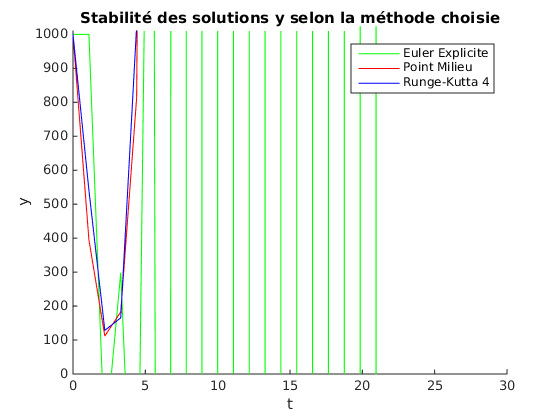 Stabilité des solutions y selon la méthode choisie
Euler Explicite
Point Milieu
Runge-Kutta 4
y
1000
900
800
700
600
500
400
300
200
100
0
0 5 10 15 20 25 30
t